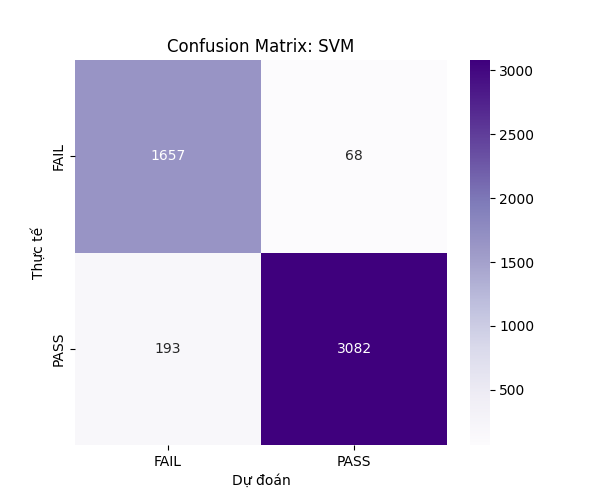 Confusion Matrix: SVM
FAIL
1657
68
Thực tế
PASS
193
3082
FAIL
PASS
Dự đoán
3000
2500
2000
1500
1000
500